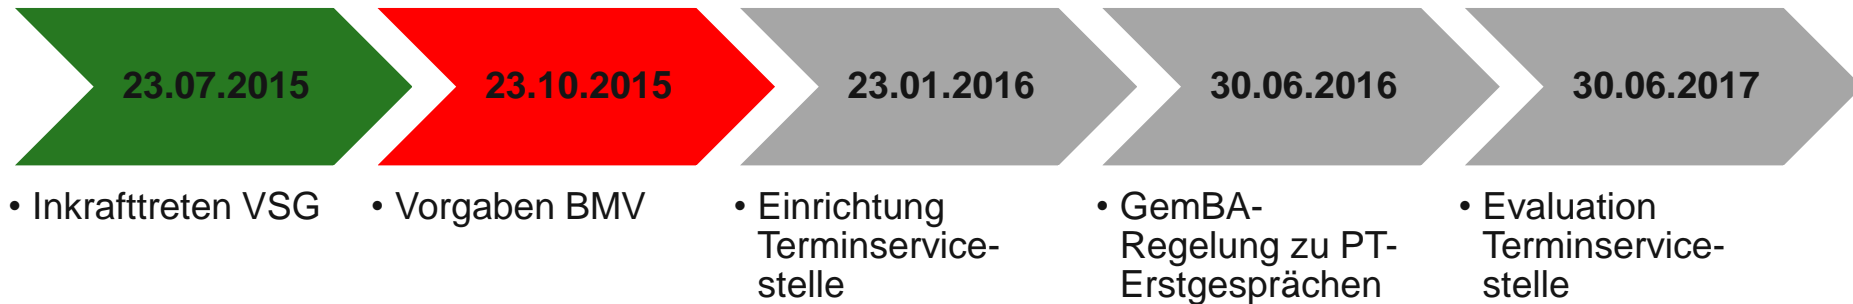 23.07.2015
23.10.2015
23.01.2016
30.06.2016
30.06.2017
• Inkrafttreten VSG
• Vorgaben BMV
• Einrichtung
Terminservice-
stelle
• GemBA-
Regelung zu PT-
Erstgesprächen
• Evaluation
Terminservice-
stelle